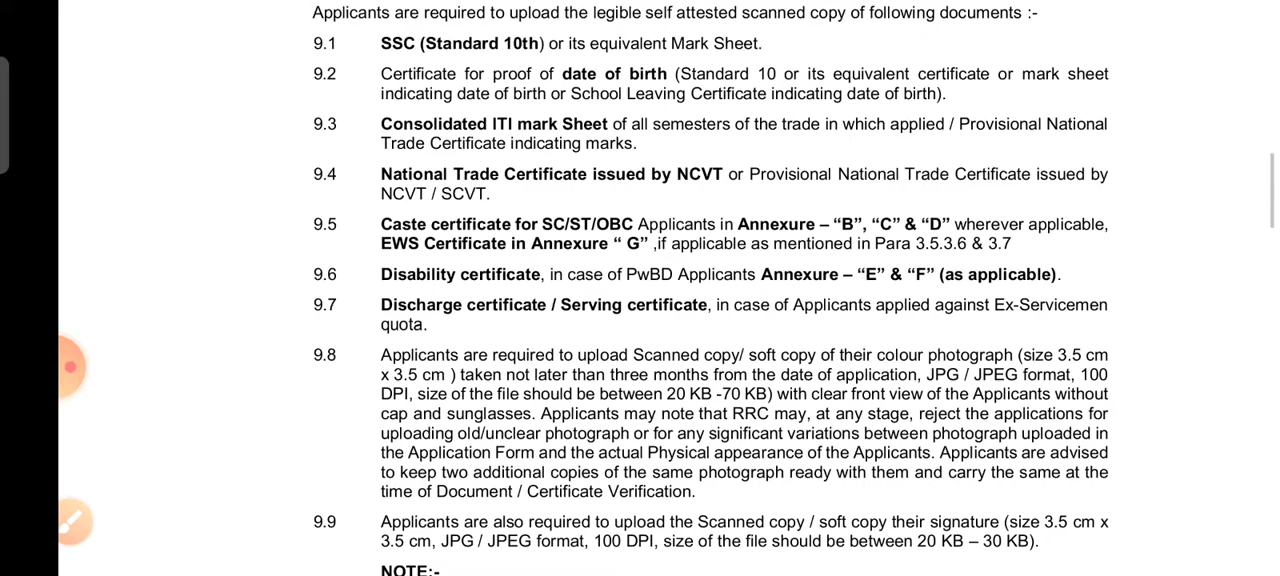 Applicants are required to upload the legible self attested scanned copy of following documents :-
9.1 SSC (Standard 10th) or its equivalent Mark Sheet.
9.2 Certificate for proof of date of birth (Standard 10 or its equivalent certificate or mark sheet
indicating date of birth or School Leaving Certificate indicating date of birth).
9.3 Consolidated ITI mark Sheet of all semesters of the trade in which applied / Provisional National
Trade Certificate indicating marks.
9.4 National Trade Certificate issued by NCVT or Provisional National Trade Certificate issued by
NCVT / SCVT.
9.5 Caste certificate for SC/ST/OBC Applicants in Annexure – “B”, “C” & “D” wherever applicable,
EWS Certificate in Annexure “ G” ,if applicable as mentioned in Para 3.5.3.6 & 3.7
9.6 Disability certificate, in case of PwBD Applicants Annexure – “E” & “F” (as applicable).
9.7 Discharge certificate / Serving certificate, in case of Applicants applied against Ex-Servicemen
quota.
9.8 Applicants are required to upload Scanned copy/ soft copy of their colour photograph (size 3.5 cm
x 3.5 cm ) taken not later than three months from the date of application, JPG / JPEG format, 100
DPI, size of the file should be between 20 KB -70 KB) with clear front view of the Applicants without
cap and sunglasses. Applicants may note that RRC may, at any stage, reject the applications for
uploading old/unclear photograph or for any significant variations between photograph uploaded in
the Application Form and the actual Physical appearance of the Applicants. Applicants are advised
to keep two additional copies of the same photograph ready with them and carry the same at the
time of Document / Certificate Verification.
9.9 Applicants are also required to upload the Scanned copy / soft copy their signature (size 3.5 cm x
3.5 cm, JPG / JPEG format, 100 DPI, size of the file should be between 20 KB – 30 KB).
NOTE:-